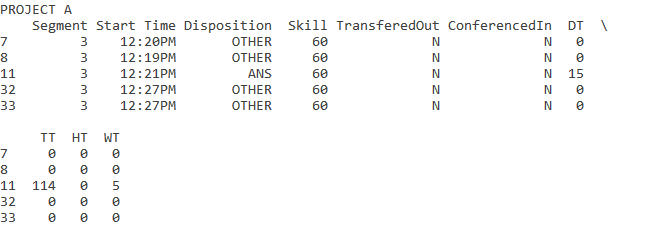 PROJECT A
    Segment Start Time Disposition  Skill TransferedOut ConferencedIn  DT  \
7         3    12:20PM       OTHER     60             N             N   0
8         3    12:19PM       OTHER     60             N             N   0
11        3    12:21PM         ANS     60             N             N  15
32        3    12:27PM       OTHER     60             N             N   0
33        3    12:27PM       OTHER     60             N             N   0
     TT  HT  WT
7     0   0   0
8     0   0   0
11  114   0   5
32    0   0   0
33    0   0   0